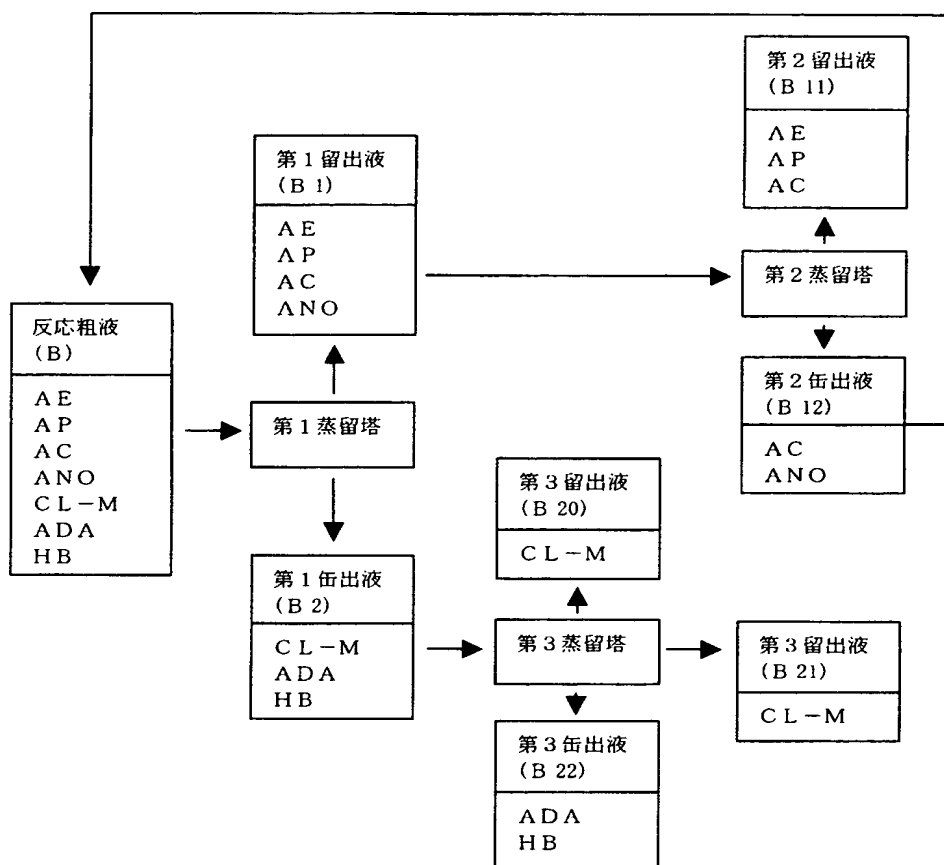 第2留出液
(B 11)
AE
AP
AC
第1留出液
(B 1)
AE
AP
AC
ANO
第2蒸留塔
反応粗液
(B)
AE
AP
AC
ANO
CL-M
ADA
HB
第1蒸留塔
第2缶出液
(B 12)
AC
ANO
第3留出液
(B 20)
CL-M
第1缶出液
(B 2)
CL-M
ADA
HB
第3蒸留塔
第3留出液
(B 21)
CL-M
第3缶出液
(B 22)
ADA
HB